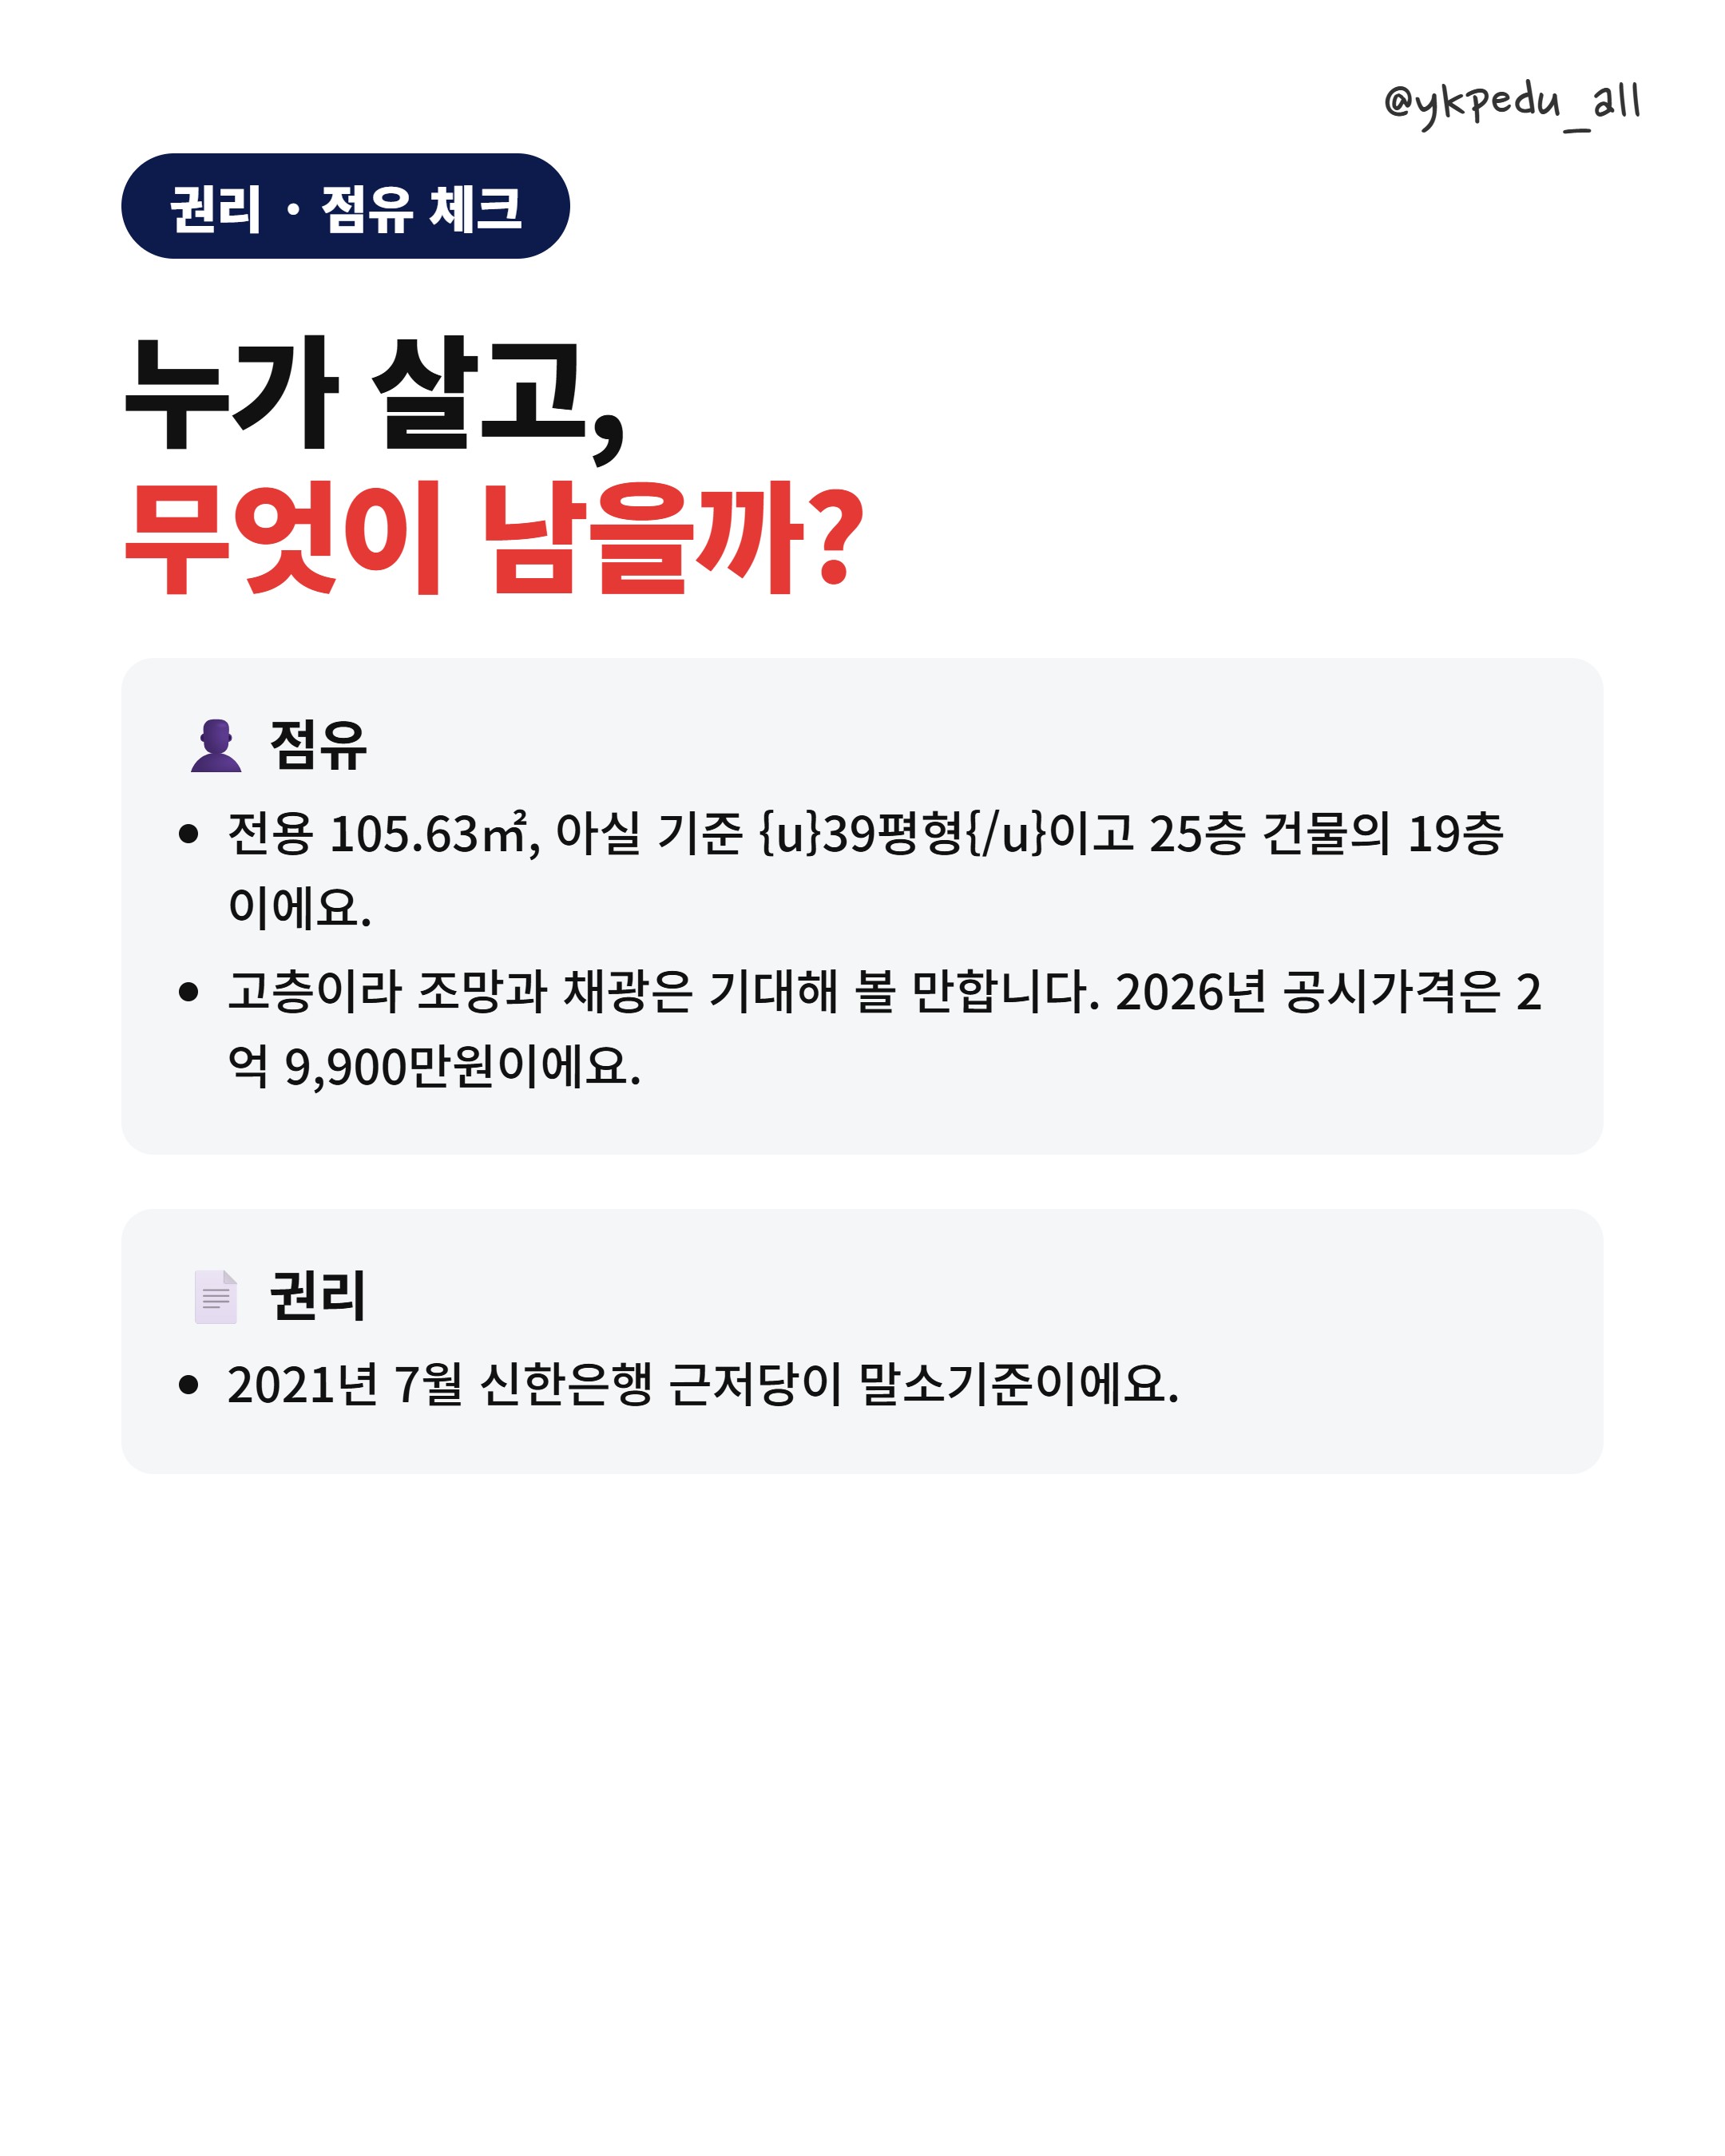 @ykpedu_all
권리 · 점유 체크
누가 살고,
무엇이 남을까?
점유
• 전용 105.63㎡, 아실 기준 {u}39평형{/u}이고 25층 건물의 19층
이에요.
• 고층이라 조망과 채광은 기대해 볼 만합니다. 2026년 공시가격은 2
억 9,900만원이에요.
권리
• 2021년 7월 신한은행 근저당이 말소기준이에요.